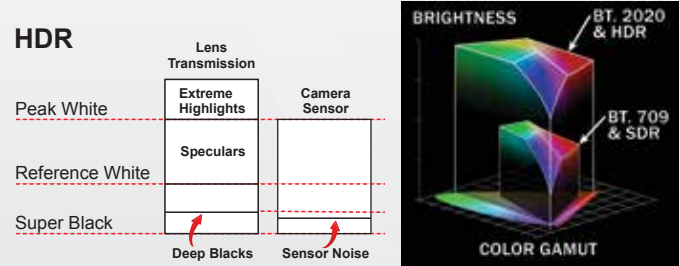 HDR
Lens
Transmission
Extreme
Highlights
Camera
Sensor
Peak White
Speculars
Reference White
Super Black
Deep Blacks
Sensor Noise
BRIGHTNESS
BT. 2020
& HDR
BT. 709
& SDR
COLOR GAMUT